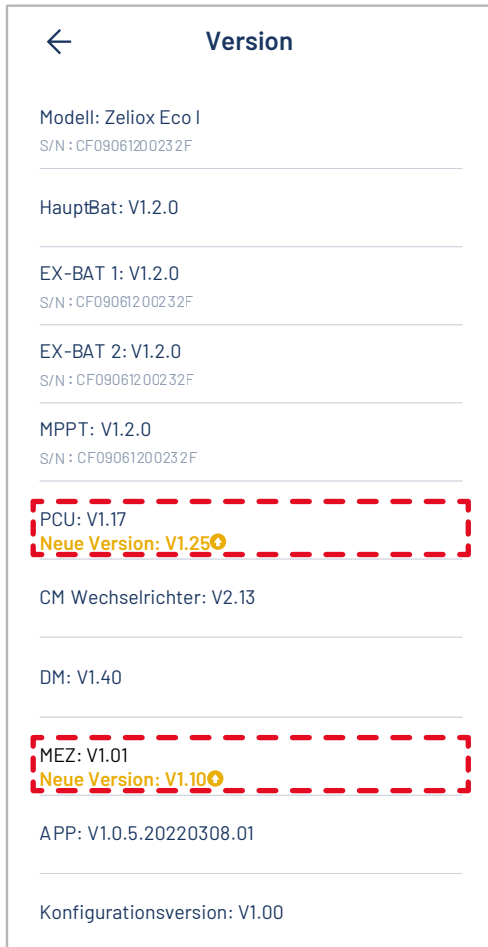 Version
Modell: Zeliox Eco I
S/N : CF09061200232F
HauptBat: V1.2.0
EX-BAT 1: V1.2.0
S/N : CF09061200232F
EX-BAT 2: V1.2.0
S/N : CF09061200232F
MPPT: V1.2.0
S/N : CF09061200232F
PCU: V1.17
Neue Version: V1.25
CM Wechselrichter: V2.13
DM: V1.40
MEZ: V1.01
Neue Version: V1.10
APP: V1.0.5.20220308.01
Konfigurationsversion: V1.00